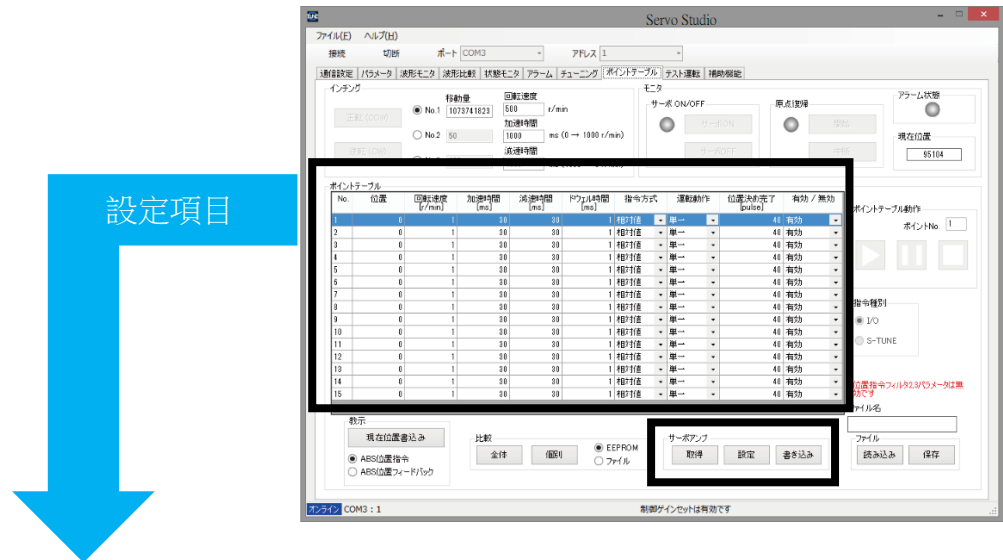 TUNE
Servo Studio
ファイル(F) ヘルプ(H)
接続 切断 ポート COM3 アドレス 1
通信設定 パラメータ 波形モニタ 波形比較 状態モニタ アラーム チューニング ポイントテーブル テスト運転 補助機能
インチング
移動量 回転速度
正転 (CCW) No.1 1073741823 500 r/min
加速時間
No.2 50 1000 ms (0 → 1000 r/min)
減速時間
モニタ
サーボ ON/OFF
サーボON
サーボOFF
原点復帰
開始
アラーム状態
現在位置
95104
設定項目
ポイントテーブル
No. 位置 回転速度 [r/min] 加速時間 [ms] 減速時間 [ms] ドウェル時間 [ms] 指令方式 運転動作 位置決め完了 [pulse] 有効 / 無効
1 0 1 30 30 1 相対値 単一 40 有効
2 0 1 30 30 1 相対値 単一 40 有効
3 0 1 30 30 1 相対値 単一 40 有効
4 0 1 30 30 1 相対値 単一 40 有効
5 0 1 30 30 1 相対値 単一 40 有効
6 0 1 30 30 1 相対値 単一 40 有効
7 0 1 30 30 1 相対値 単一 40 有効
8 0 1 30 30 1 相対値 単一 40 有効
9 0 1 30 30 1 相対値 単一 40 有効
10 0 1 30 30 1 相対値 単一 40 有効
11 0 1 30 30 1 相対値 単一 40 有効
12 0 1 30 30 1 相対値 単一 40 有効
13 0 1 30 30 1 相対値 単一 40 有効
14 0 1 30 30 1 相対値 単一 40 有効
15 0 1 30 30 1 相対値 単一 40 有効
ポイントテーブル動作
ポイントNo. 1
指令種別
I/O
S-TUNE
位置指令フィルタ2,3パラメータは無
効です
ファイル名
教示
現在位置書込み
ABS位置指令
ABS位置フィードバック
比較
全体 個別
EEPROM
ファイル
サーボアンプ
取得 設定 書き込み
ファイル
読み込み 保存
オンライン COM3 : 1 制御ゲインセットは有効です